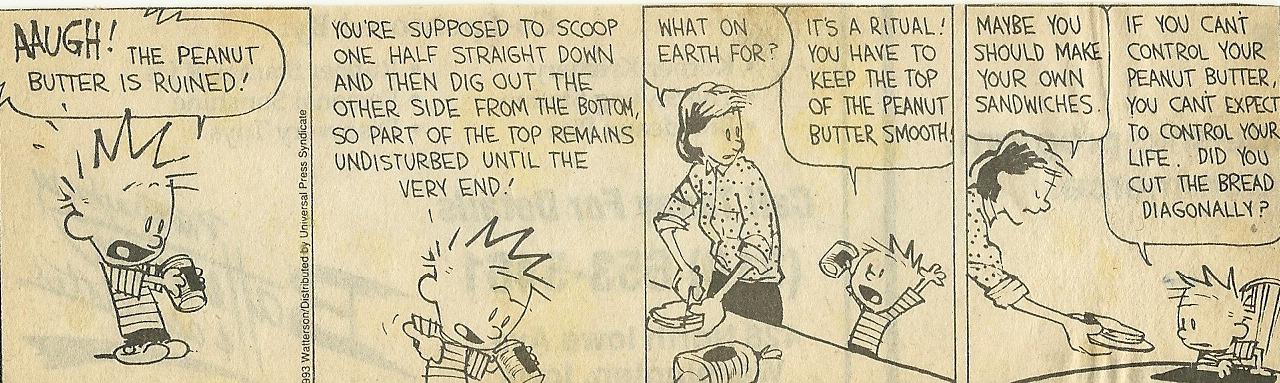 AAUGH! THE PEANUT
BUTTER IS RUINED!
YOU'RE SUPPOSED TO SCOOP
ONE HALF STRAIGHT DOWN
AND THEN DIG OUT THE
OTHER SIDE FROM THE BOTTOM,
SO PART OF THE TOP REMAINS
UNDISTURBED UNTIL THE
VERY END!
WHAT ON
EARTH FOR?
IT'S A RITUAL!
YOU HAVE TO
KEEP THE TOP
OF THE PEANUT
BUTTER SMOOTH!
MAYBE YOU
SHOULD MAKE
YOUR OWN
SANDWICHES.
IF YOU CAN'T
CONTROL YOUR
PEANUT BUTTER,
YOU CAN'T EXPECT
TO CONTROL YOUR
LIFE. DID YOU
CUT THE BREAD
DIAGONALLY?
993 Watterson/Distributed by Universal Press Syndicate